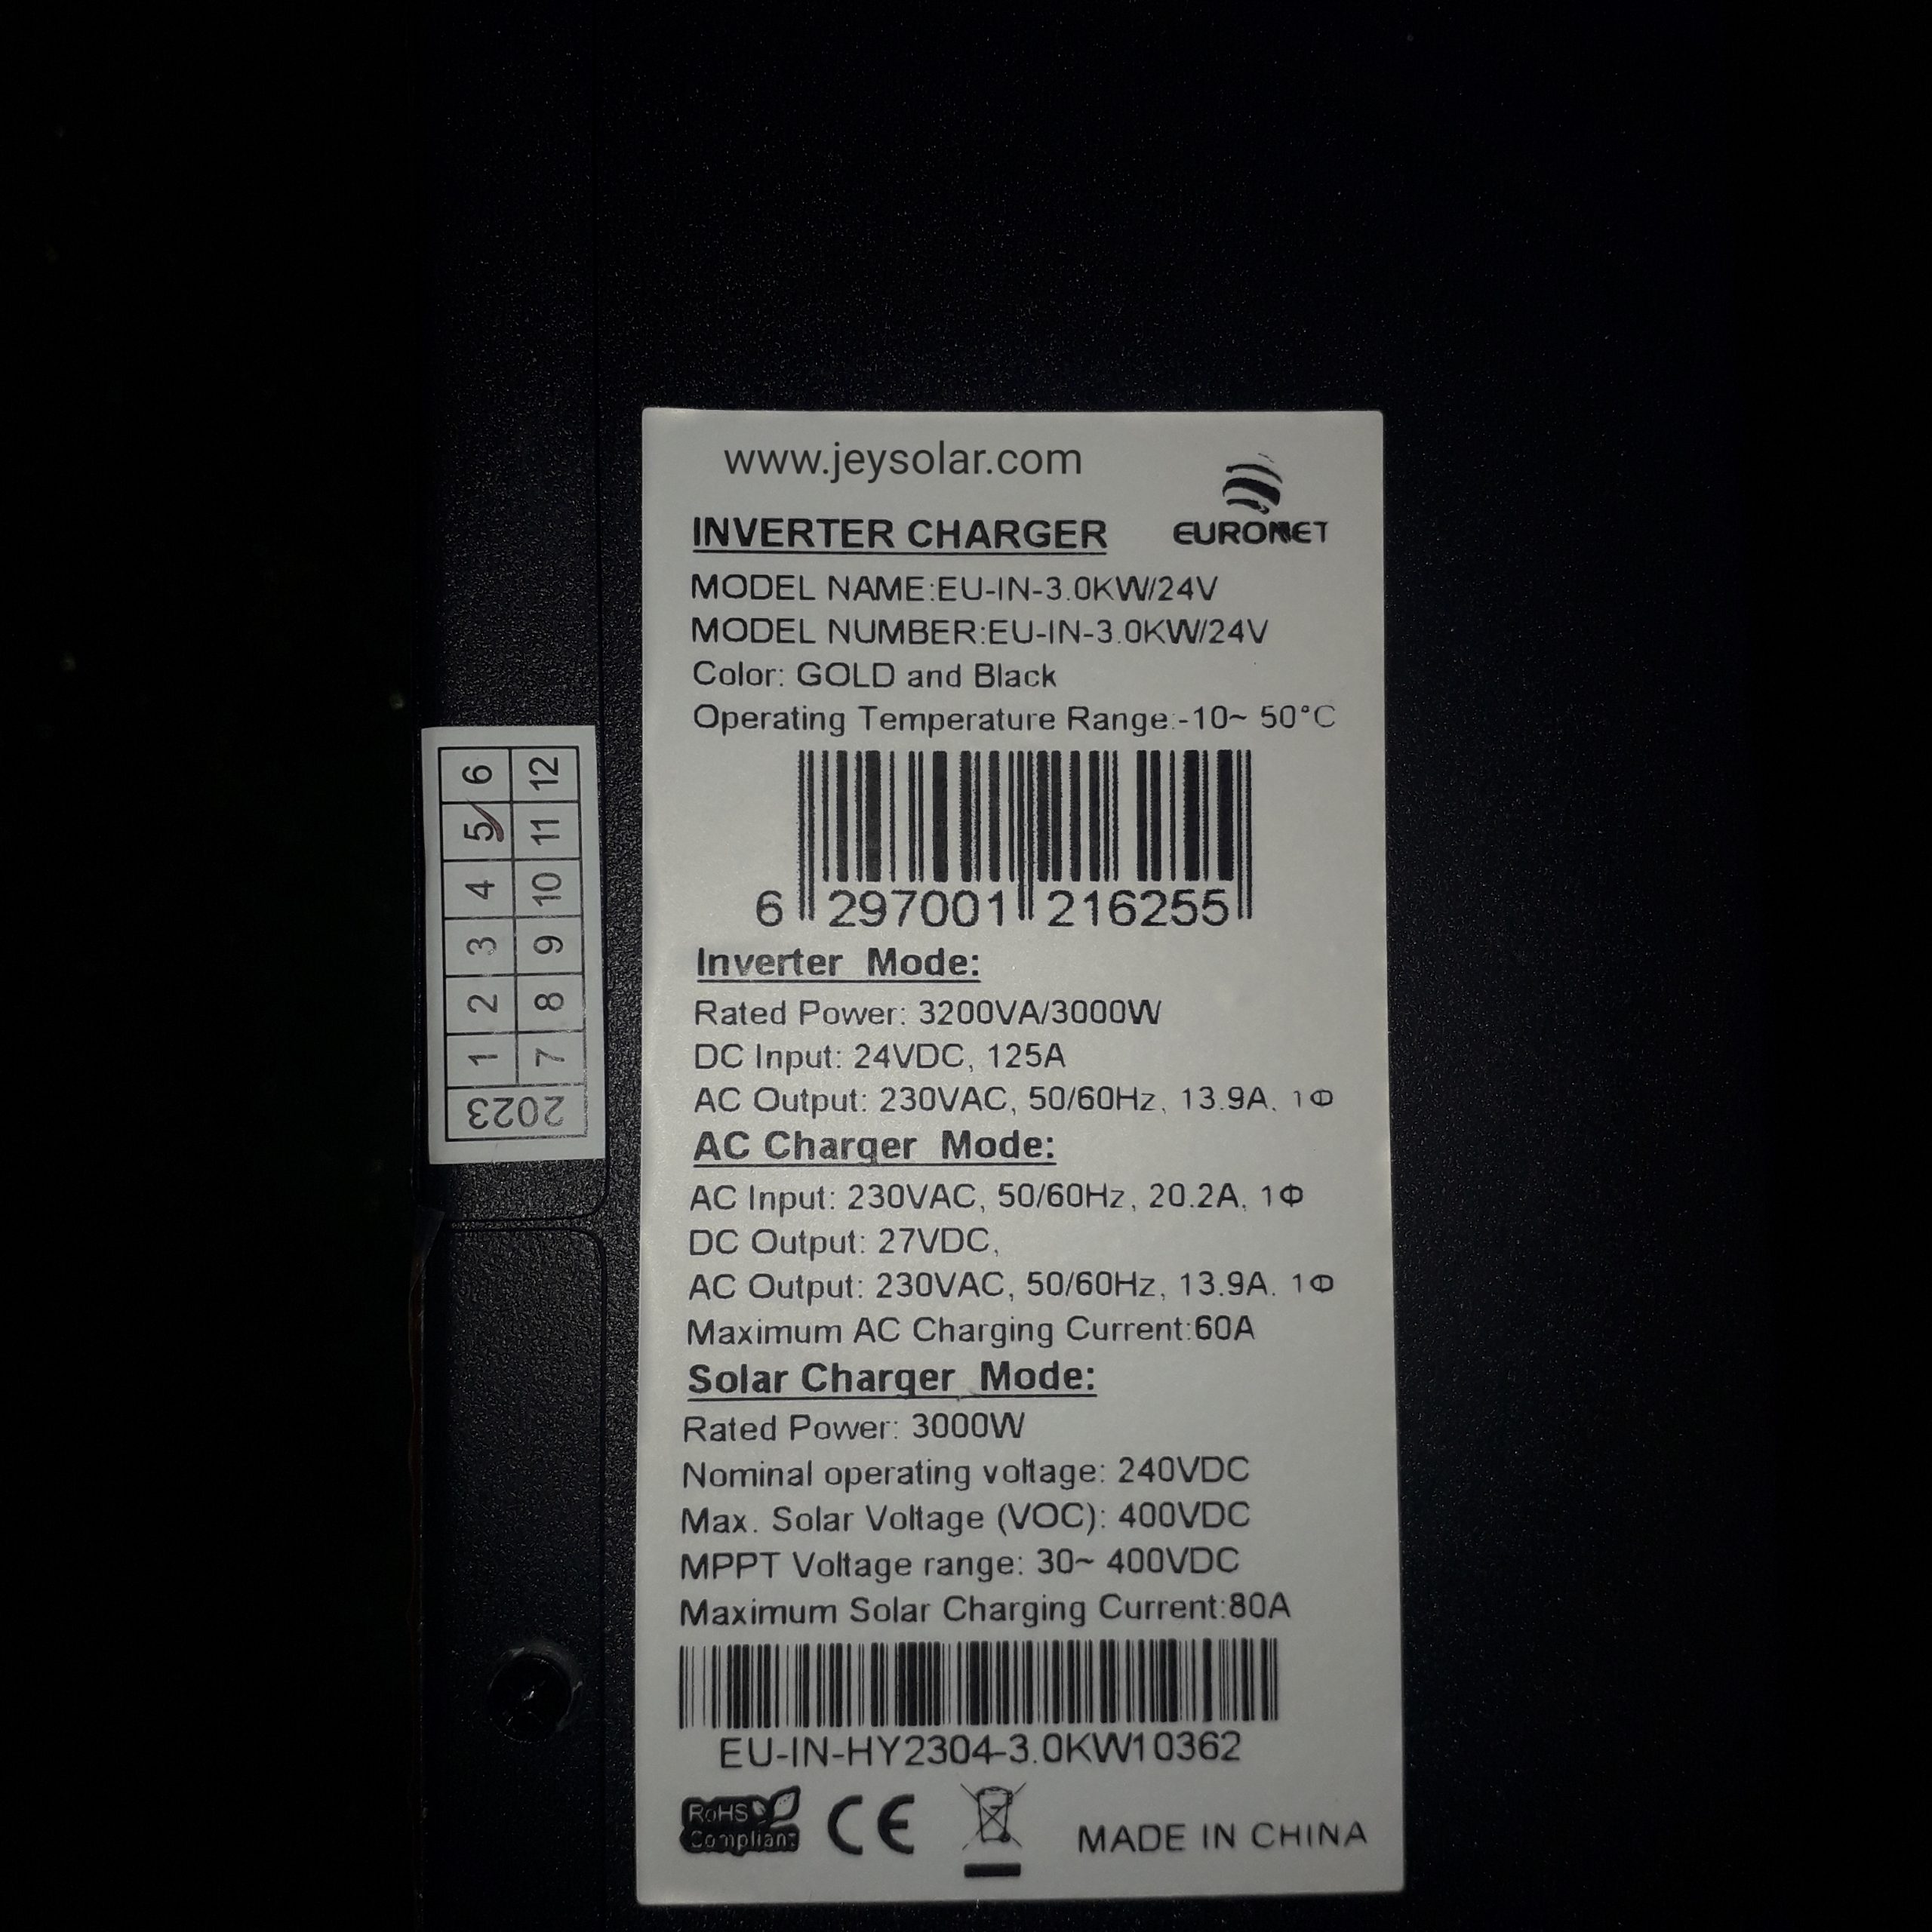 www.jeysolar.com
EURONET
INVERTER CHARGER
MODEL NAME:EU-IN-3.0KW/24V
MODEL NUMBER:EU-IN-3.0KW/24V
Color: GOLD and Black
Operating Temperature Range:-10~ 50°C
6 297001 216255
Inverter Mode:
Rated Power: 3200VA/3000W
DC Input: 24VDC, 125A
AC Output: 230VAC, 50/60Hz, 13.9A. 1Φ
AC Charger Mode:
AC Input: 230VAC, 50/60Hz, 20.2A, 1Φ
DC Output: 27VDC,
AC Output: 230VAC, 50/60Hz, 13.9A. 1Φ
Maximum AC Charging Current:60A
Solar Charger Mode:
Rated Power: 3000W
Nominal operating voltage: 240VDC
Max. Solar Voltage (VOC): 400VDC
MPPT Voltage range: 30~ 400VDC
Maximum Solar Charging Current:80A
EU-IN-HY2304-3.0KW10362
RoHS
Compliant
CE
MADE IN CHINA
2023
1 2 3 4 5 6
7 8 9 10 11 12